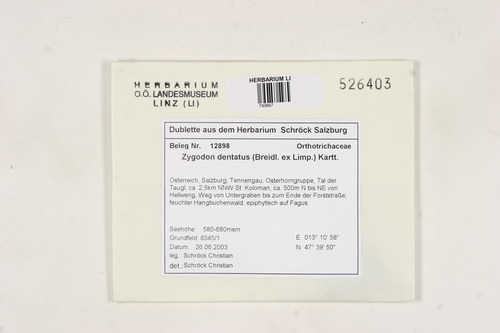 HERBARIUM
O.Ö. LANDESMUSEUM
LINZ (LI)
HERBARIUM LI
526403
Dublette aus dem Herbarium Schröck Salzburg
Beleg Nr. 12898 Orthotrichaceae
Zygodon dentatus (Breidl. ex Limp.) Kartt.
Österreich, Salzburg, Tennengau, Osterhorngruppe, Tal der
Taugl, ca. 2,5km NNW St. Koloman, ca. 500m N bis NE von
Hellweng, Weg von Untergraben bis zum Ende der Forststraße,
feuchter Hangbuchenwald, epiphytisch auf Fagus.
Seehöhe 580-680msm
Grundfeld 8345/1 E 013° 10' 58"
Datum 26.06.2003 N 47° 39' 50"
leg.: Schröck Christian
det.: Schröck Christian